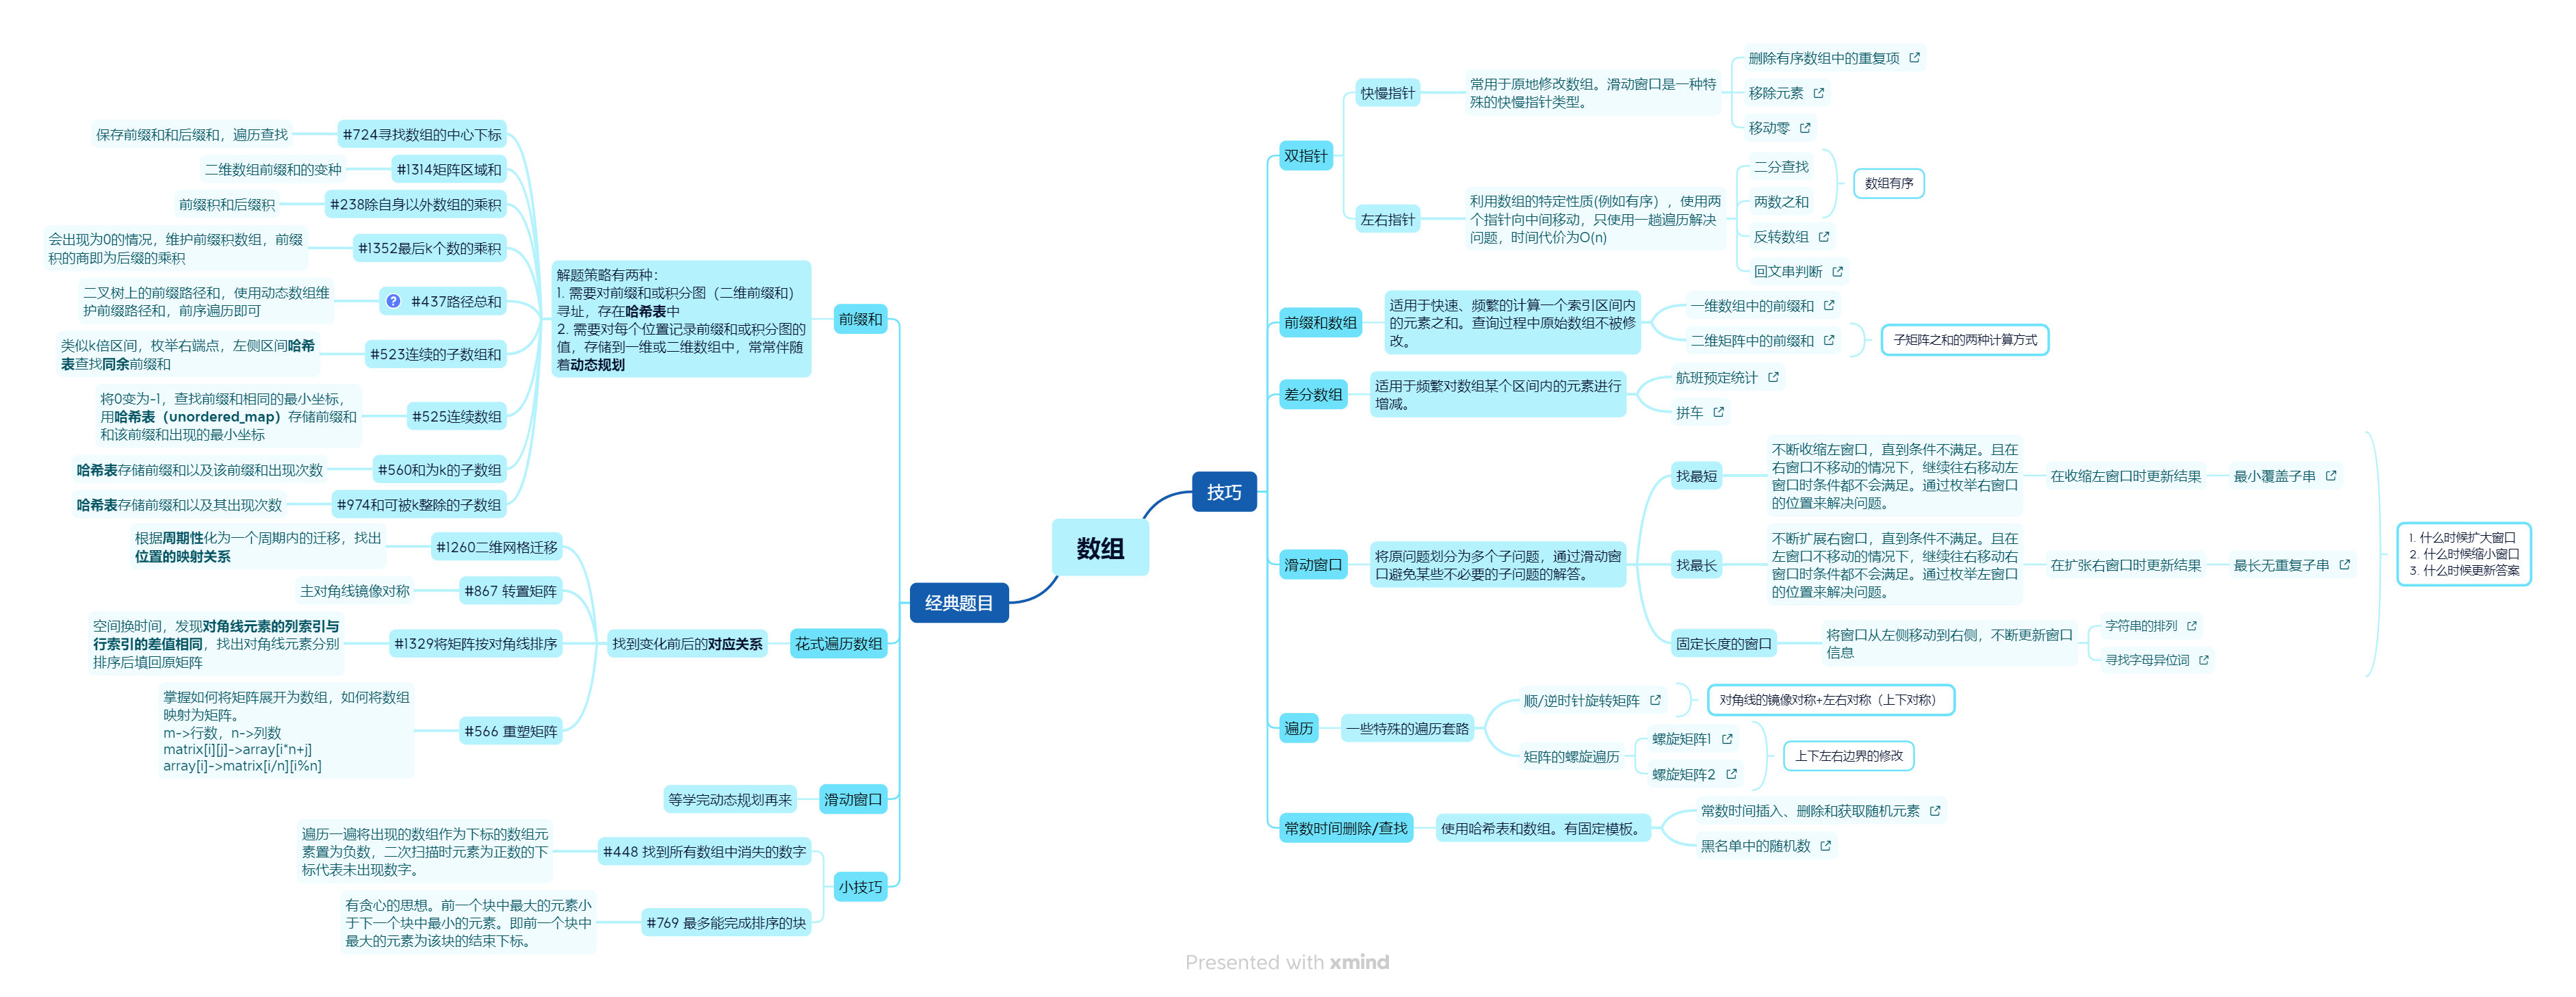 数组
技巧
双指针
快慢指针
常用于原地修改数组。滑动窗口是一种特
殊的快慢指针类型。
删除有序数组中的重复项
移除元素
移动零
左右指针
利用数组的特定性质(例如有序)，使用两
个指针向中间移动，只使用一趟遍历解决
问题，时间代价为O(n)
二分查找
两数之和
数组有序
反转数组
回文串判断
前缀和数组
适用于快速、频繁的计算一个索引区间内
的元素之和。查询过程中原始数组不被修
改。
一维数组中的前缀和
二维矩阵中的前缀和
子矩阵之和的两种计算方式
差分数组
适用于频繁对数组某个区间内的元素进行
增减。
航班预定统计
拼车
滑动窗口
将原问题划分为多个子问题，通过滑动窗
口避免某些不必要的子问题的解答。
找最短
不断收缩左窗口，直到条件不满足。且在
右窗口不移动的情况下，继续往右移动左
窗口时条件都不会满足。通过枚举右窗口
的位置来解决问题。
在收缩左窗口时更新结果
最小覆盖子串
找最长
不断扩展右窗口，直到条件不满足。且在
左窗口不移动的情况下，继续往右移动右
窗口时条件都不会满足。通过枚举左窗口
的位置来解决问题。
在扩张右窗口时更新结果
最长无重复子串
固定长度的窗口
将窗口从左侧移动到右侧，不断更新窗口
信息
字符串的排列
寻找字母异位词
1. 什么时候扩大窗口
2. 什么时候缩小窗口
3. 什么时候更新答案
遍历
一些特殊的遍历套路
顺/逆时针旋转矩阵
对角线的镜像对称+左右对称（上下对称）
矩阵的螺旋遍历
螺旋矩阵1
螺旋矩阵2
上下左右边界的修改
常数时间删除/查找
使用哈希表和数组。有固定模板。
常数时间插入、删除和获取随机元素
黑名单中的随机数
经典题目
前缀和
解题策略有两种：
1. 需要对前缀和或积分图（二维前缀和）
寻址，存在哈希表中
2. 需要对每个位置记录前缀和或积分图的
值，存储到一维或二维数组中，常常伴随
着动态规划
#724寻找数组的中心下标
保存前缀和和后缀和，遍历查找
#1314矩阵区域和
二维数组前缀和的变种
#238除自身以外数组的乘积
前缀积和后缀积
#1352最后k个数的乘积
会出现为0的情况，维护前缀积数组，前缀
积的商即为后缀的乘积
#437路径总和
二叉树上的前缀路径和，使用动态数组维
护前缀路径和，前序遍历即可
#523连续的子数组和
类似k倍区间，枚举右端点，左侧区间哈希
表查找同余前缀和
#525连续数组
将0变为-1，查找前缀和相同的最小坐标，
用哈希表（unordered_map）存储前缀和
和该前缀和出现的最小坐标
#560和为k的子数组
哈希表存储前缀和以及该前缀和出现次数
#974和可被k整除的子数组
哈希表存储前缀和以及其出现次数
花式遍历数组
找到变化前后的对应关系
#1260二维网格迁移
根据周期性化为一个周期内的迁移，找出
位置的映射关系
#867 转置矩阵
主对角线镜像对称
#1329将矩阵按对角线排序
空间换时间，发现对角线元素的列索引与
行索引的差值相同，找出对角线元素分别
排序后填回原矩阵
#566 重塑矩阵
掌握如何将矩阵展开为数组，如何将数组
映射为矩阵。
m->行数，n->列数
matrix[i][j]->array[i*n+j]
array[i]->matrix[i/n][i%n]
滑动窗口
等学完动态规划再来
小技巧
#448 找到所有数组中消失的数字
遍历一遍将出现的数组作为下标的数组元
素置为负数，二次扫描时元素为正数的下
标代表未出现数字。
#769 最多能完成排序的块
有贪心的思想。前一个块中最大的元素小
于下一个块中最小的元素。即前一个块中
最大的元素为该块的结束下标。
Presented with xmind